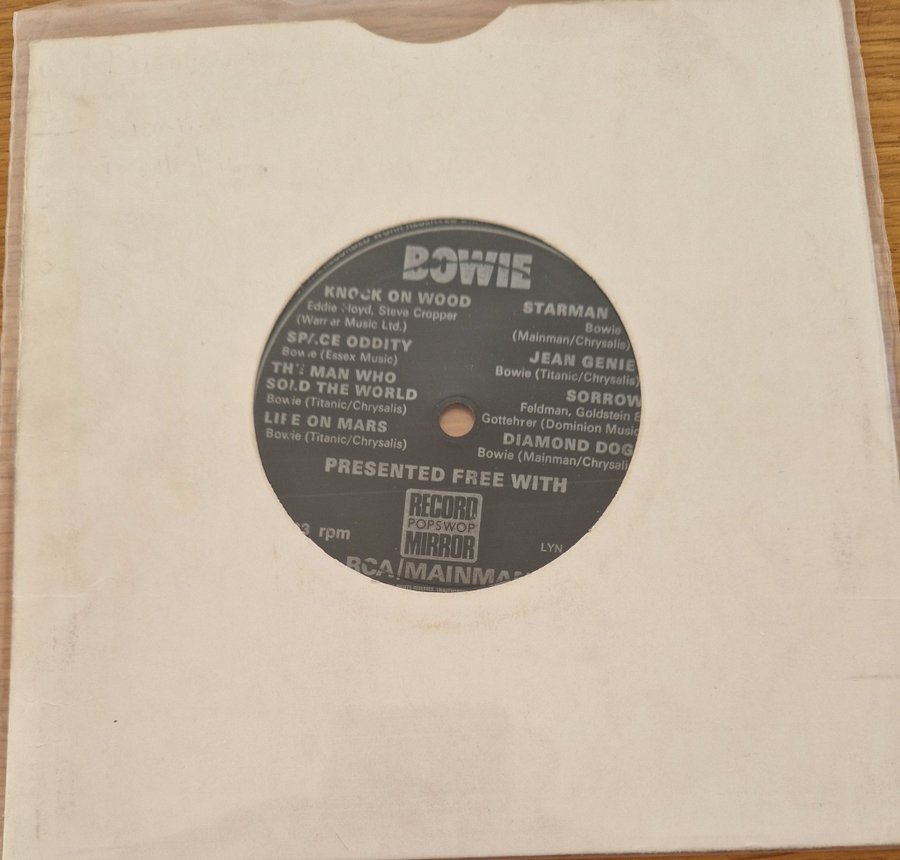 BOWIE
KNOCK ON WOOD
Eddie Floyd, Steve Cropper
(Warner Music Ltd.)
SPACE ODDITY
Bowie (Essex Music)
THE MAN WHO
SOLD THE WORLD
Bowie (Titanic/Chrysalis)
LIFE ON MARS
Bowie (Titanic/Chrysalis)
STARMAN
Bowie
(Mainman/Chrysalis)
JEAN GENIE
Bowie (Titanic/Chrysalis)
SORROW
Feldman, Goldstein &
Gottehrer (Dominion Music
DIAMOND DOG
Bowie (Mainman/Chrysali
PRESENTED FREE WITH
RECORD
POPSWOP
MIRROR
rpm
LYN
RCA|MAINMAN